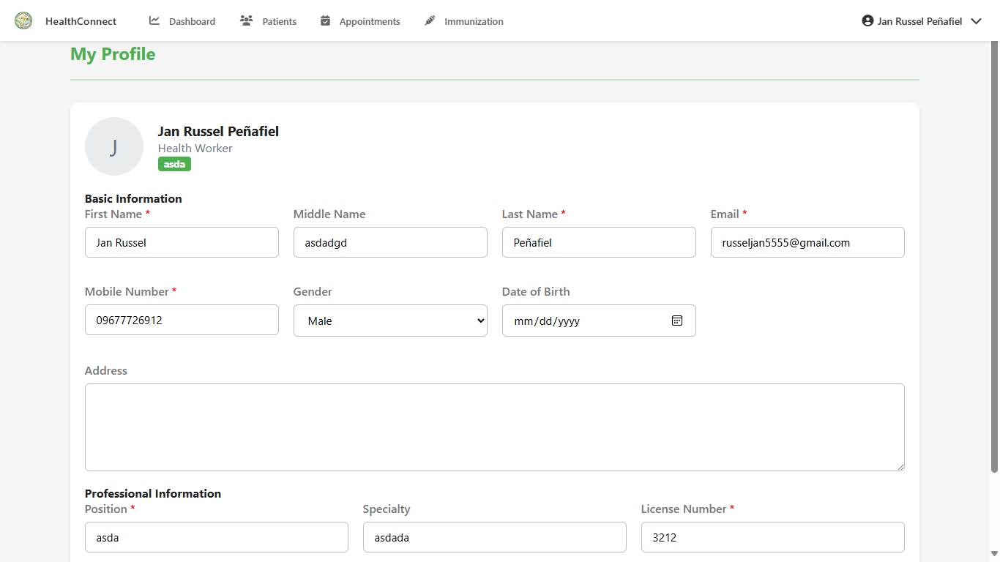 HealthConnect Dashboard Patients Appointments Immunization Jan Russel Peñafiel
My Profile
J
Jan Russel Peñafiel
Health Worker
asda
Basic Information
First Name * Middle Name Last Name * Email *
Jan Russel asdadgd Peñafiel russeljan5555@gmail.com
Mobile Number * Gender Date of Birth
09677726912 Male mm/dd/yyyy
Address
Professional Information
Position * Specialty License Number *
asda asdada 3212